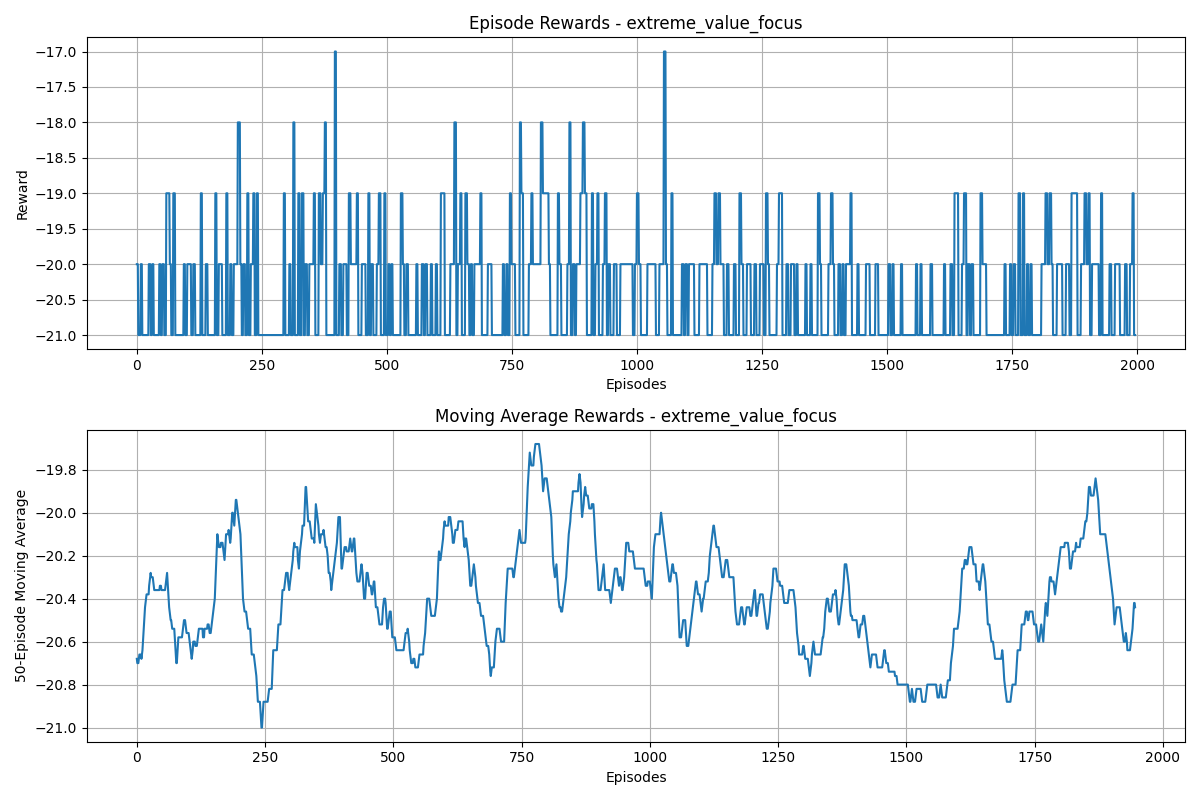 Episode Rewards - extreme_value_focus
−17.0
−17.5
−18.0
−18.5
−19.0
−19.5
−20.0
−20.5
−21.0
Reward
0 250 500 750 1000 1250 1500 1750 2000
Episodes
Moving Average Rewards - extreme_value_focus
−19.8
−20.0
−20.2
−20.4
−20.6
−20.8
−21.0
50-Episode Moving Average
0 250 500 750 1000 1250 1500 1750 2000
Episodes